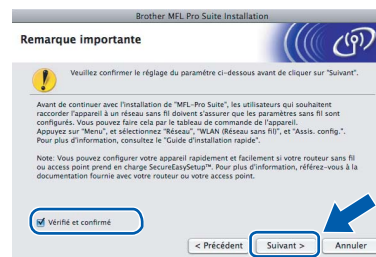 Brother MFL Pro Suite Installation
Remarque importante
Veuillez confirmer le réglage du paramètre ci-dessous avant de cliquer sur "Suivant".
Avant de continuer avec l'installation de "MFL-Pro Suite", les utilisateurs qui souhaitent
raccorder l'appareil à un réseau sans fil doivent s'assurer que les paramètres sans fil sont
configurés. Vous pouvez faire cela par le tableau de commande de l'appareil.
Appuyez sur "Menu", et sélectionnez "Réseau", "WLAN (Réseau sans fil)", et "Assis. config.".
Pour plus d'information, consultez le "Guide d'installation rapide".
Note: Vous pouvez configurer votre appareil rapidement et facilement si votre routeur sans fil
ou access point prend en charge SecureEasySetup™. Pour plus d'information, référez-vous à la
documentation fournie avec votre routeur ou votre access point.
Vérifié et confirmé
< Précédent Suivant > Annuler